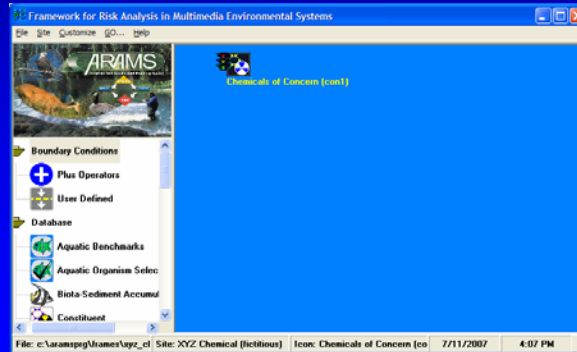 Framework for Risk Analysis in Multimedia Environmental Systems
File Site Customize GO... Help
ARAMS
Chemicals of Concern (con1)
Boundary Conditions
Plus Operators
User Defined
Database
Aquatic Benchmarks
Aquatic Organism Selec
Biota-Sediment Accumul
Constituent
File: c:\aramsprg\frames\xyz_cl Site: XYZ Chemical (fictitious) Icon: Chemicals of Concern (co 7/11/2007 4:07 PM